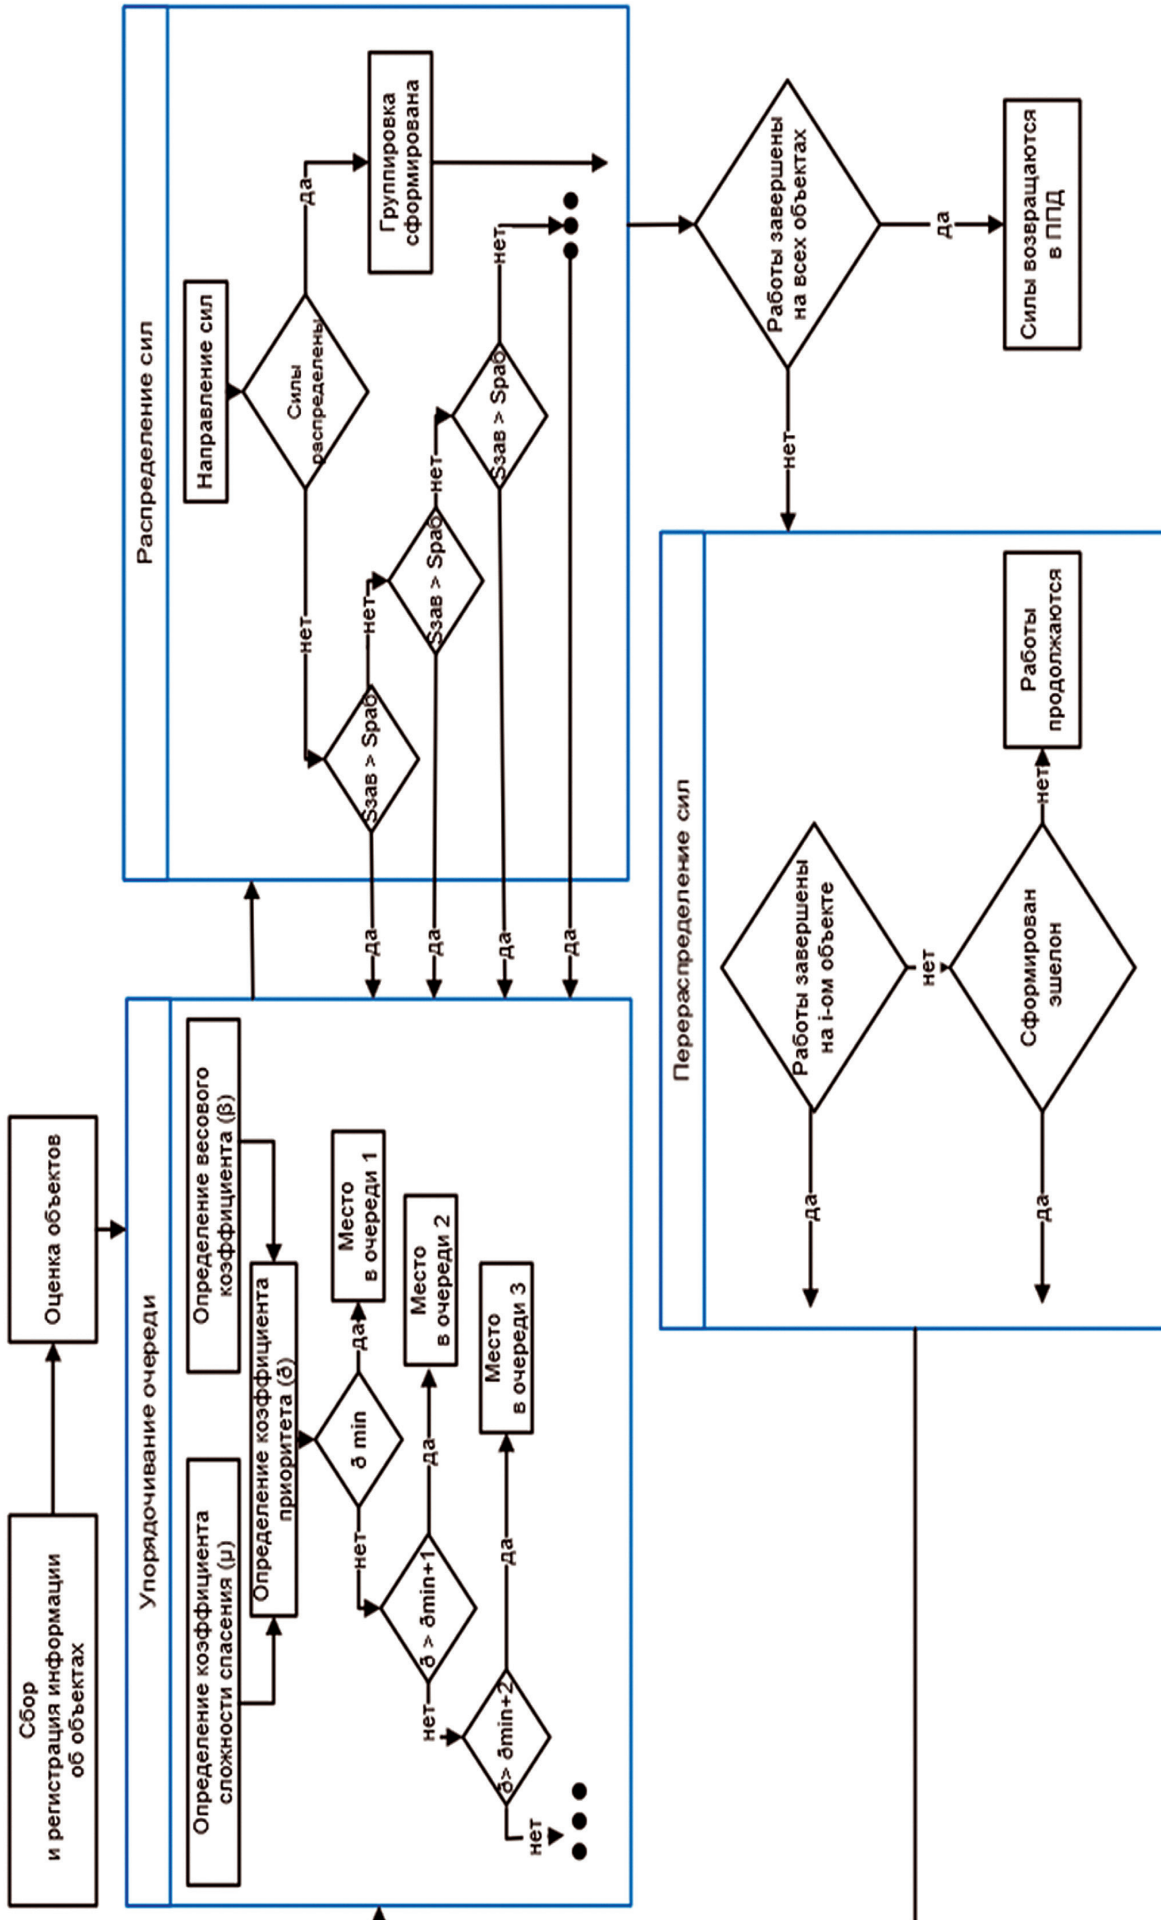 Сбор
и регистрация информации
об объектах
Оценка объектов
Упорядочивание очереди
Определение коэффициента
сложности спасения (μ)
Определение весового
коэффициента (β)
Определение коэффициента
приоритета (ð)
ð min
да
Место
в очереди 1
нет
ð > ðmin+1
да
Место
в очереди 2
нет
ð> ðmin+2
да
Место
в очереди 3
нет
Распределение сил
Направление сил
Силы
распределены
да
Группировка
сформирована
нет
Sзав > Sраб
нет
да
Sзав > Sраб
нет
да
Sзав > Sраб
нет
да
да
Работы завершены
на всех объектах
да
Силы возвращаются
в ППД
нет
Перераспределение сил
Работы завершены
на i-ом объекте
да
нет
Сформирован
эшелон
да
нет
Работы
продолжаются